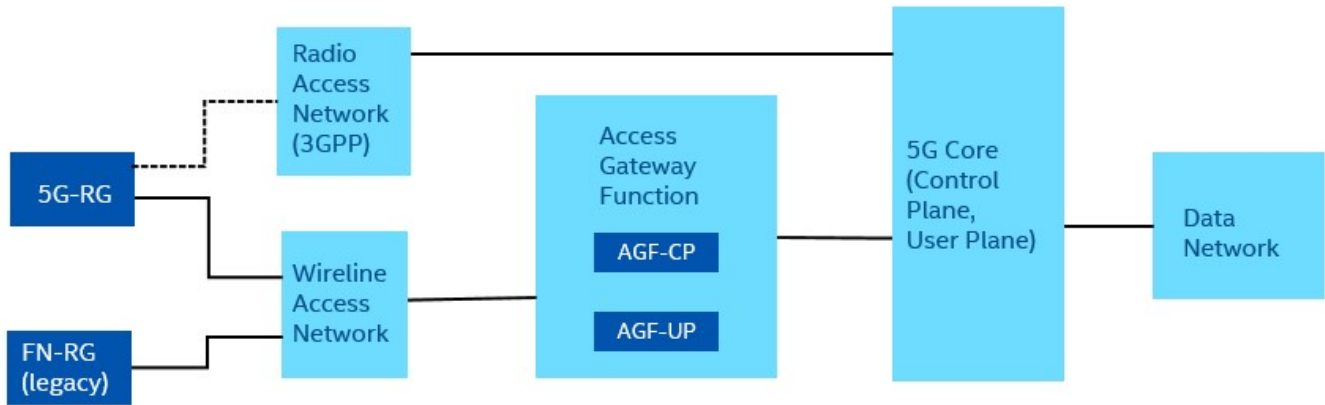 Radio
Access
Network
(3GPP)
5G-RG
Wireline
Access
Network
FN-RG
(legacy)
Access
Gateway
Function
AGF-CP
AGF-UP
5G Core
(Control
Plane,
User Plane)
Data
Network